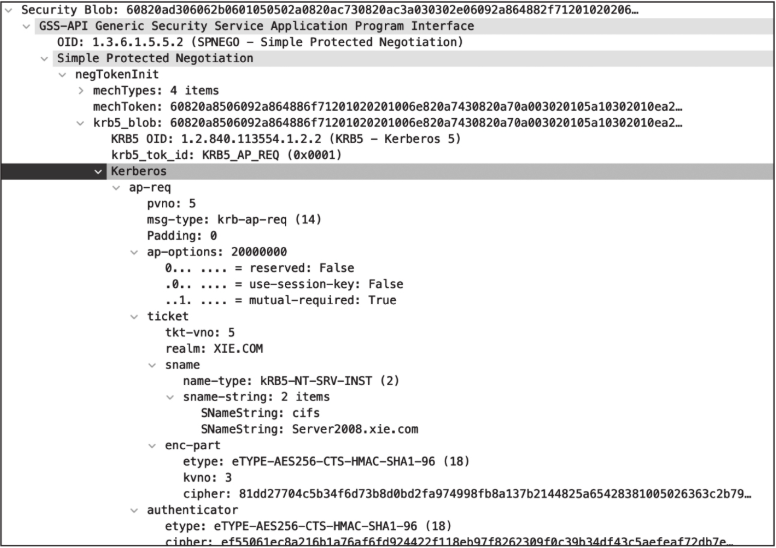 Security Blob: 60820ad306062b0601050502a0820ac730820ac3a030302e06092a864882f71201020206…
GSS-API Generic Security Service Application Program Interface
OID: 1.3.6.1.5.5.2 (SPNEGO - Simple Protected Negotiation)
Simple Protected Negotiation
negTokenInit
mechTypes: 4 items
mechToken: 60820a8506092a864886f71201020201006e820a7430820a70a003020105a10302010ea2…
krb5_blob: 60820a8506092a864886f71201020201006e820a7430820a70a003020105a10302010ea2…
KRB5 OID: 1.2.840.113554.1.2.2 (KRB5 - Kerberos 5)
krb5_tok_id: KRB5_AP_REQ (0x0001)
Kerberos
ap-req
pvno: 5
msg-type: krb-ap-req (14)
Padding: 0
ap-options: 20000000
0... .... = reserved: False
.0.. .... = use-session-key: False
..1. .... = mutual-required: True
ticket
tkt-vno: 5
realm: XIE.COM
sname
name-type: kRB5-NT-SRV-INST (2)
sname-string: 2 items
SNameString: cifs
SNameString: Server2008.xie.com
enc-part
etype: eTYPE-AES256-CTS-HMAC-SHA1-96 (18)
kvno: 3
cipher: 81dd27704c5b34f6d73b8d0bd2fa974998fb8a137b2144825a65428381005026363c2b79…
authenticator
etype: eTYPE-AES256-CTS-HMAC-SHA1-96 (18)
cipher: ef55061ec8a216b1a76af6fd924422f118eb97f8262309f0c39b34df43c5aefeaf72db7e…